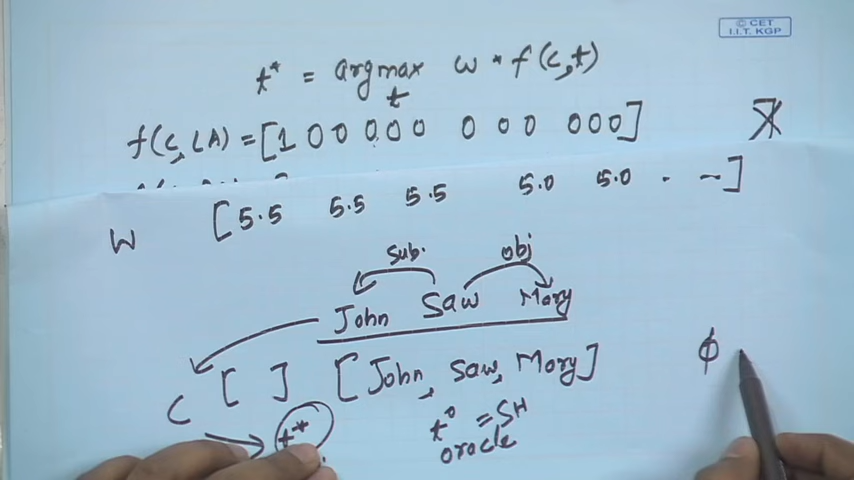 © CET
I.I.T. KGP
t* = argmax w * f(c,t)
t
f(c, LA) = [1 0 0 0 0 0 0 0 0 0 0 0]
W [5.5 5.5 5.5 5.0 5.0 . -]
sub. obj
John Saw Mary
C [ ] [John, saw, Mary] φ
t* t° = SH
oracle